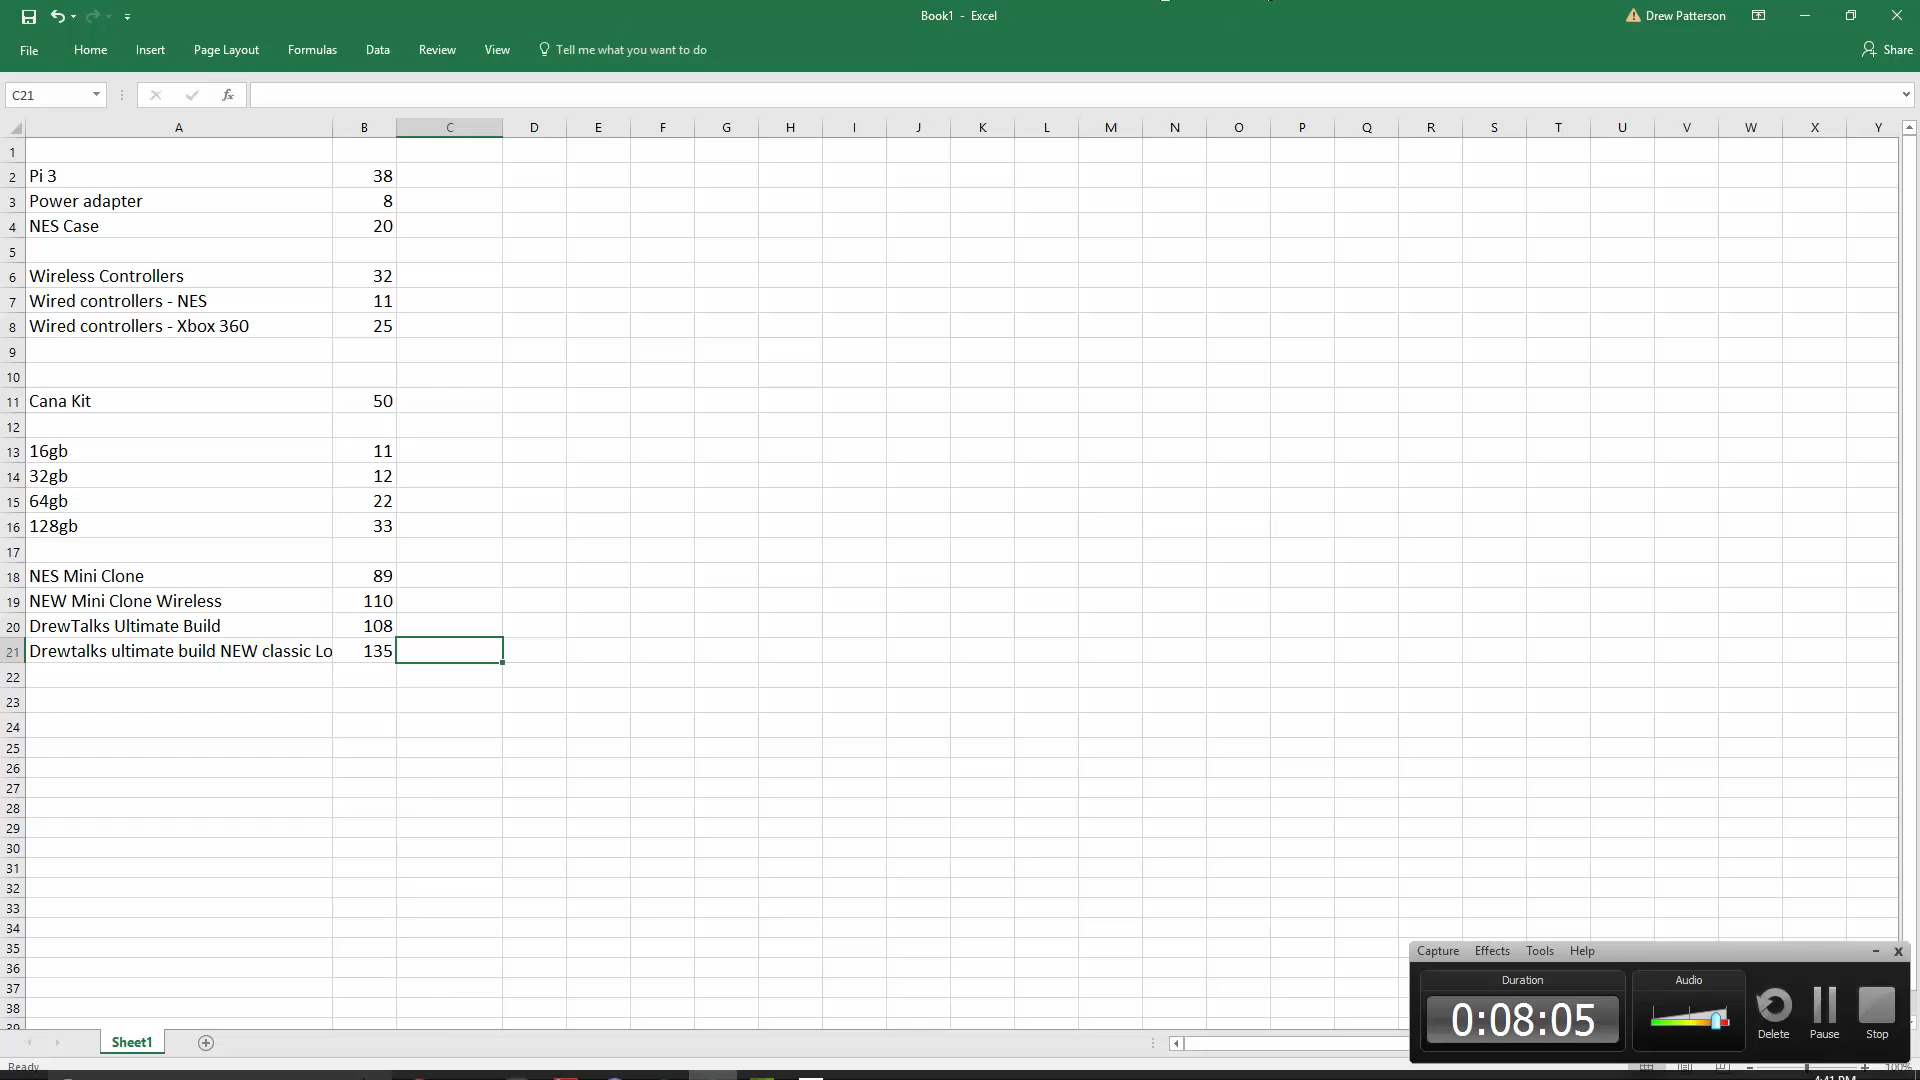 Book1 - Excel
Drew Patterson
File Home Insert Page Layout Formulas Data Review View Tell me what you want to do
Share
C21
fx
A B C D E F G H I J K L M N O P Q R S T U V W X Y
1
2 Pi 3 38
3 Power adapter 8
4 NES Case 20
5
6 Wireless Controllers 32
7 Wired controllers - NES 11
8 Wired controllers - Xbox 360 25
9
10
11 Cana Kit 50
12
13 16gb 11
14 32gb 12
15 64gb 22
16 128gb 33
17
18 NES Mini Clone 89
19 NEW Mini Clone Wireless 110
20 DrewTalks Ultimate Build 108
21 Drewtalks ultimate build NEW classic Lo 135
22
23
24
25
26
27
28
29
30
31
32
33
34
35
36
37
38
39
Capture Effects Tools Help
Duration
Audio
0:08:05
Delete Pause Stop
Sheet1
Ready
100%
4:41 PM